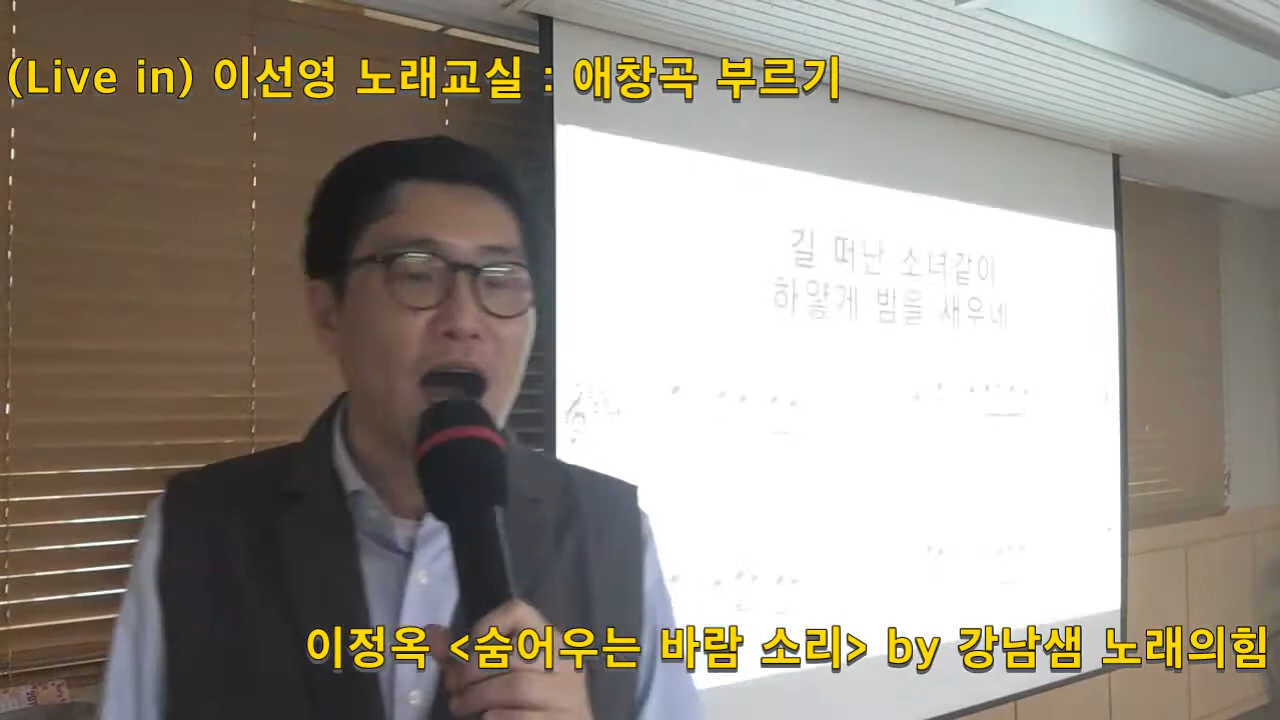 (Live in) 이선영 노래교실 : 애창곡 부르기
길 떠난 소녀같이
하얗게 밤을 새우네
이정옥 <숨어우는 바람 소리> by 강남샘 노래의힘